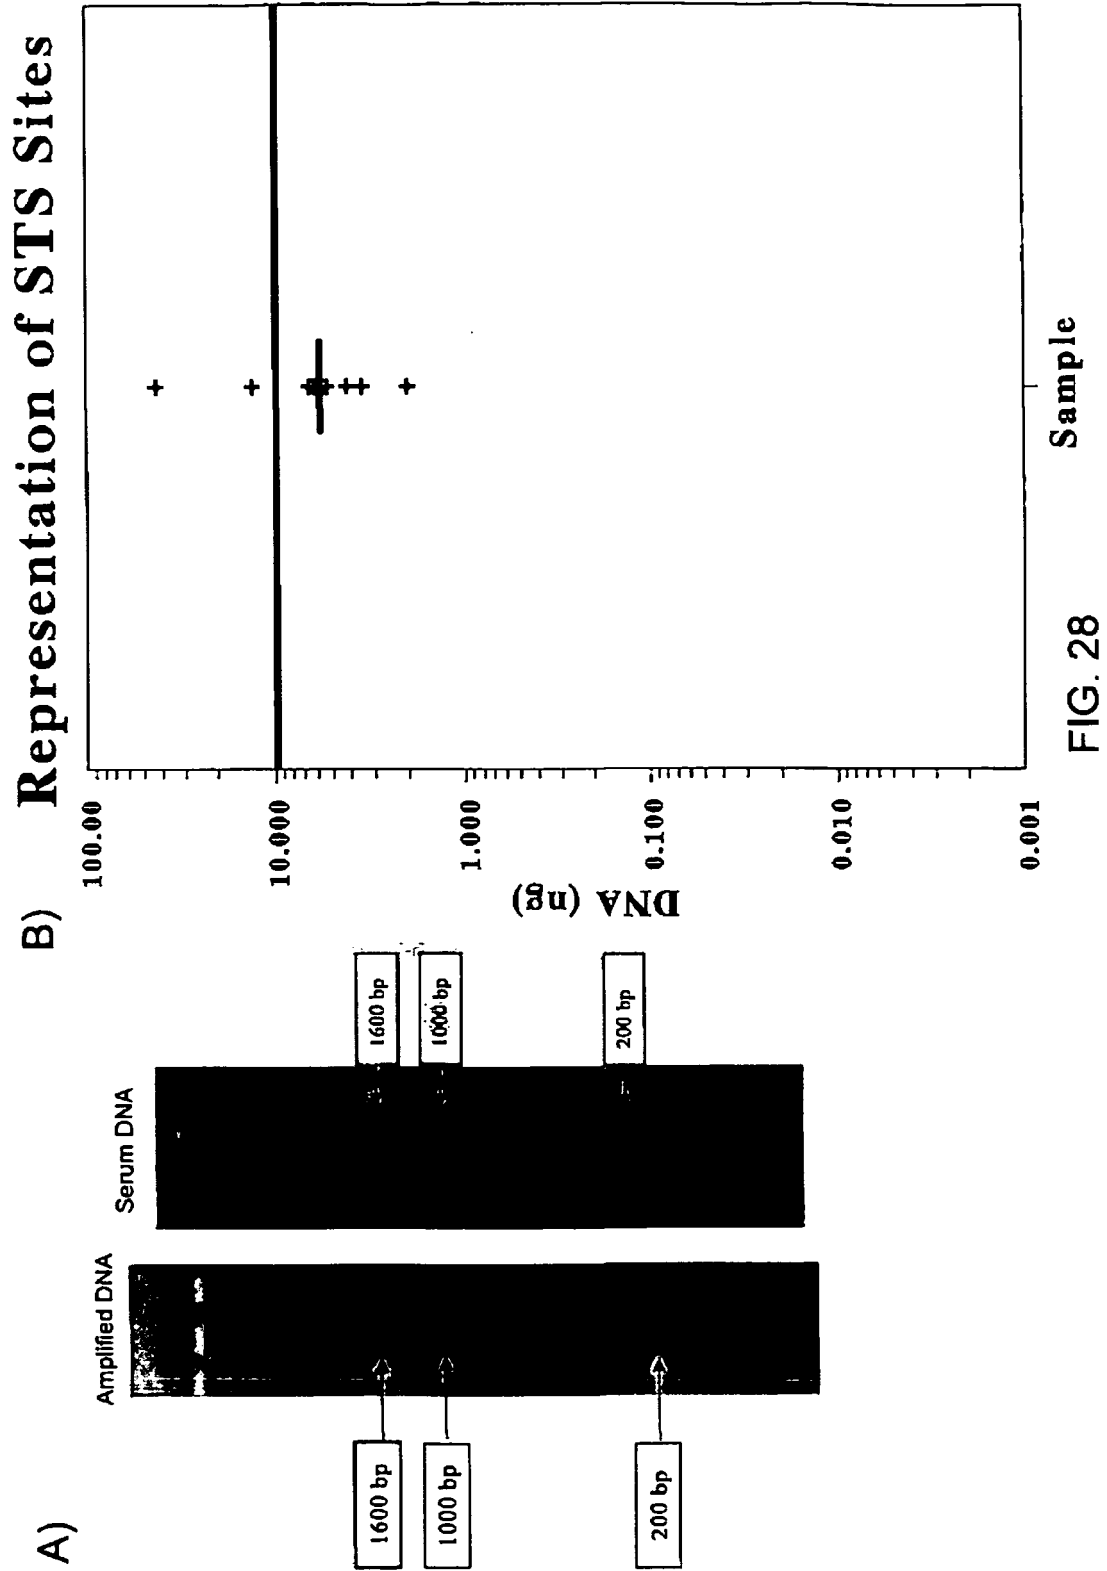 A)
Amplified DNA
Serum DNA
1600 bp
1000 bp
200 bp
1600 bp
1000 bp
200 bp
B)
Representation of STS Sites
DNA (ng)
100.00
10.000
1.000
0.100
0.010
0.001
Sample
FIG. 28